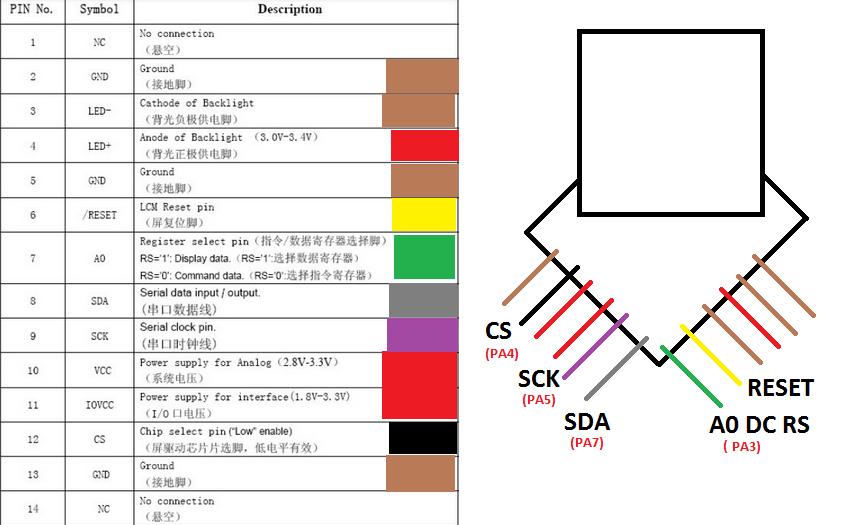 PIN No. Symbol Description
1 NC No connection
（悬空）
2 GND Ground
（接地脚）
3 LED- Cathode of Backlight
（背光负极供电脚）
4 LED+ Anode of Backlight （3.0V-3.4V）
（背光正极供电脚）
5 GND Ground
（接地脚）
6 /RESET LCM Reset pin
（屏复位脚）
7 A0 Register select pin（指令/数据寄存器选择脚）
RS='1': Display data.（RS='1':选择数据寄存器）
RS='0': Command data.（RS='0':选择指令寄存器）
8 SDA Serial data input / output.
（串口数据线）
9 SCK Serial clock pin.
（串口时钟线）
10 VCC Power supply for Analog（2.8V-3.3V）
（系统电压）
11 IOVCC Power supply for interface(1.8V-3.3V)
（I/O 口电压）
12 CS Chip select pin ("Low" enable)
（屏驱动芯片片选脚，低电平有效）
13 GND Ground
（接地脚）
14 NC No connection
（悬空）
CS
(PA4)
SCK
(PA5)
SDA
(PA7)
RESET
A0 DC RS
( PA3)